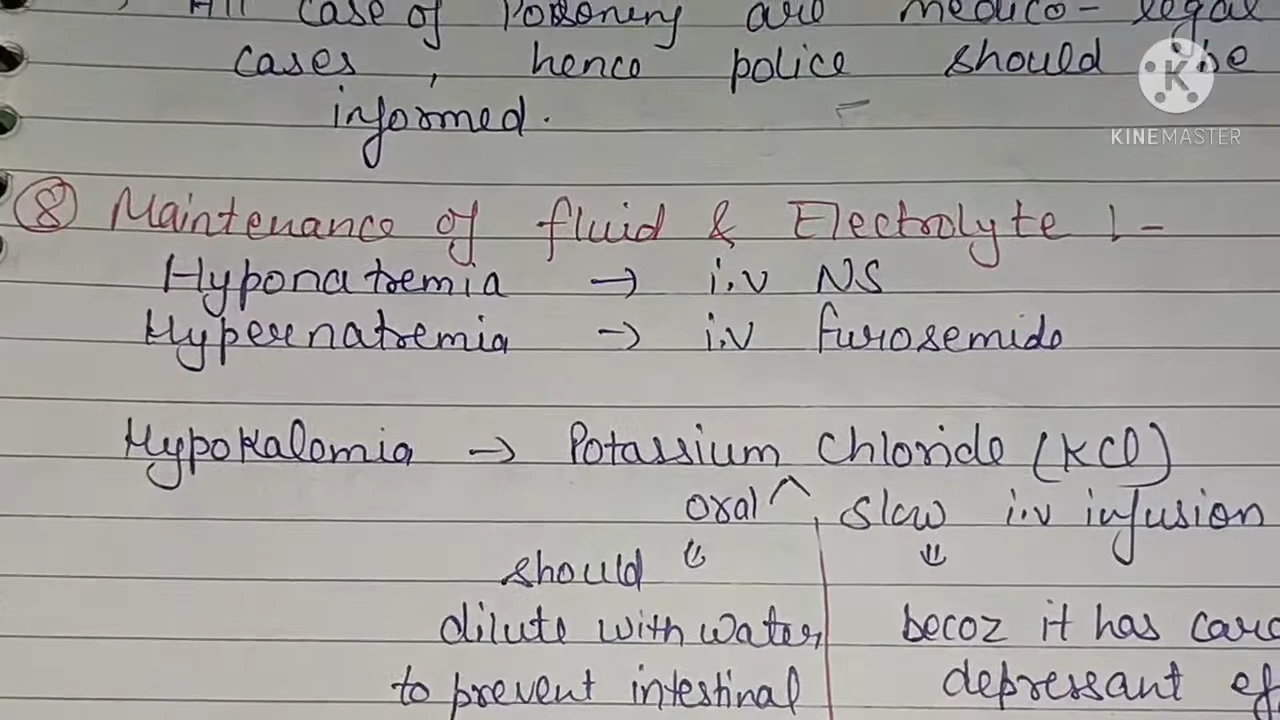 All case of Poisoning are medico-legal
cases, hence police should be
informed.
KINEMASTER
⑧ Maintenance of fluid & Electrolyte :-
Hyponatremia → i.v NS
Hypernatremia → i.v furosemide
Hypokalemia → Potassium Chloride (KCl)
oral, slow i.v infusion
should
dilute with water, becoz it has card
to prevent intestinal depressant ef